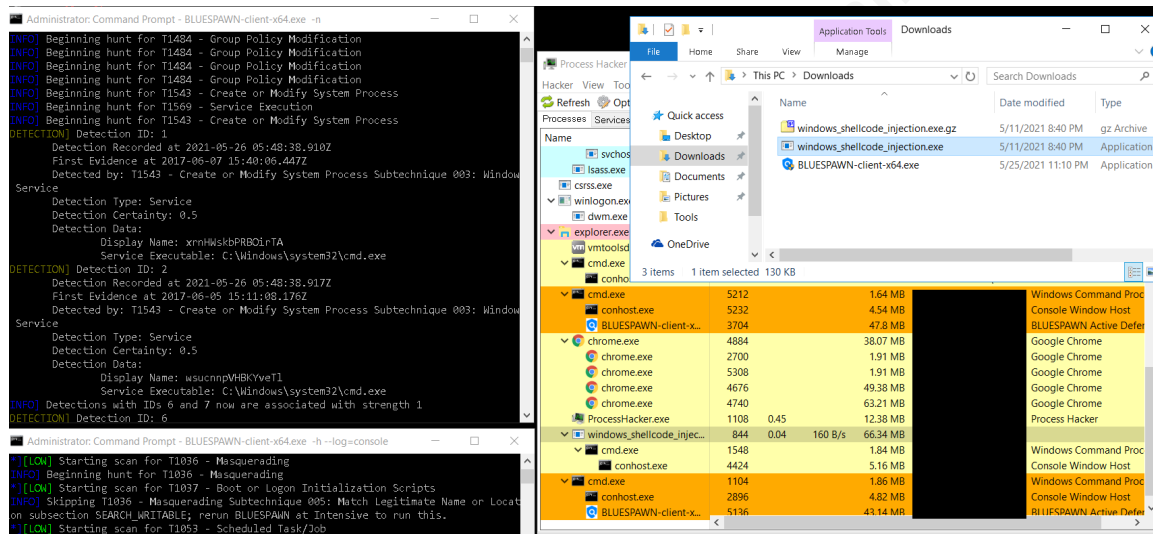 Administrator: Command Prompt - BLUESPAWN-client-x64.exe -n
INFO] Beginning hunt for T1484 - Group Policy Modification
INFO] Beginning hunt for T1484 - Group Policy Modification
INFO] Beginning hunt for T1484 - Group Policy Modification
INFO] Beginning hunt for T1484 - Group Policy Modification
INFO] Beginning hunt for T1543 - Create or Modify System Process
INFO] Beginning hunt for T1569 - Service Execution
INFO] Beginning hunt for T1543 - Create or Modify System Process
DETECTION] Detection ID: 1
Detection Recorded at 2021-05-26 05:48:38.910Z
First Evidence at 2017-06-07 15:40:06.447Z
Detected by: T1543 - Create or Modify System Process Subtechnique 003: Window
Service
Detection Type: Service
Detection Certainty: 0.5
Detection Data:
Display Name: xrnHWskbPRBOirTA
Service Executable: C:\Windows\system32\cmd.exe
DETECTION] Detection ID: 2
Detection Recorded at 2021-05-26 05:48:38.917Z
First Evidence at 2017-06-05 15:11:08.176Z
Detected by: T1543 - Create or Modify System Process Subtechnique 003: Window
Service
Detection Type: Service
Detection Certainty: 0.5
Detection Data:
Display Name: wsucnnpVHBKYveTl
Service Executable: C:\Windows\system32\cmd.exe
INFO] Detections with IDs 6 and 7 now are associated with strength 1
DETECTION] Detection ID: 6
Administrator: Command Prompt - BLUESPAWN-client-x64.exe -h --log=console
*][LOW] Starting scan for T1036 - Masquerading
INFO] Beginning hunt for T1036 - Masquerading
*][LOW] Starting scan for T1037 - Boot or Logon Initialization Scripts
INFO] Skipping T1036 - Masquerading Subtechnique 005: Match Legitimate Name or Locat
on subsection SEARCH_WRITABLE; rerun BLUESPAWN at Intensive to run this.
*][LOW] Starting scan for T1053 - Scheduled Task/Job
Process Hacker
Hacker View Too
Refresh Opt
Processes Services
Name
svchos
lsass.exe
csrss.exe
winlogon.exe
dwm.exe
explorer.exe
vmtoolsd
cmd.exe
conho
Application Tools Downloads
File Home Share View Manage
This PC > Downloads
Search Downloads
Quick access
Desktop
Downloads
Documents
Pictures
Tools
OneDrive
Name Date modified Type
windows_shellcode_injection.exe.gz 5/11/2021 8:40 PM gz Archive
windows_shellcode_injection.exe 5/11/2021 8:40 PM Application
BLUESPAWN-client-x64.exe 5/25/2021 11:10 PM Application
3 items 1 item selected 130 KB
cmd.exe 5212 1.64 MB Windows Command Proc
conhost.exe 5232 4.54 MB Console Window Host
BLUESPAWN-client-x... 3704 47.8 MB BLUESPAWN Active Defer
chrome.exe 4884 38.07 MB Google Chrome
chrome.exe 2700 1.91 MB Google Chrome
chrome.exe 5308 1.91 MB Google Chrome
chrome.exe 4676 49.38 MB Google Chrome
chrome.exe 4740 63.21 MB Google Chrome
ProcessHacker.exe 1108 0.45 12.38 MB Process Hacker
windows_shellcode_injec... 844 0.04 160 B/s 66.34 MB
cmd.exe 1548 1.84 MB Windows Command Proc
conhost.exe 4424 5.16 MB Console Window Host
cmd.exe 1104 1.86 MB Windows Command Proc
conhost.exe 2896 4.82 MB Console Window Host
BLUESPAWN-client-x... 5136 43.14 MB BLUESPAWN Active Defer